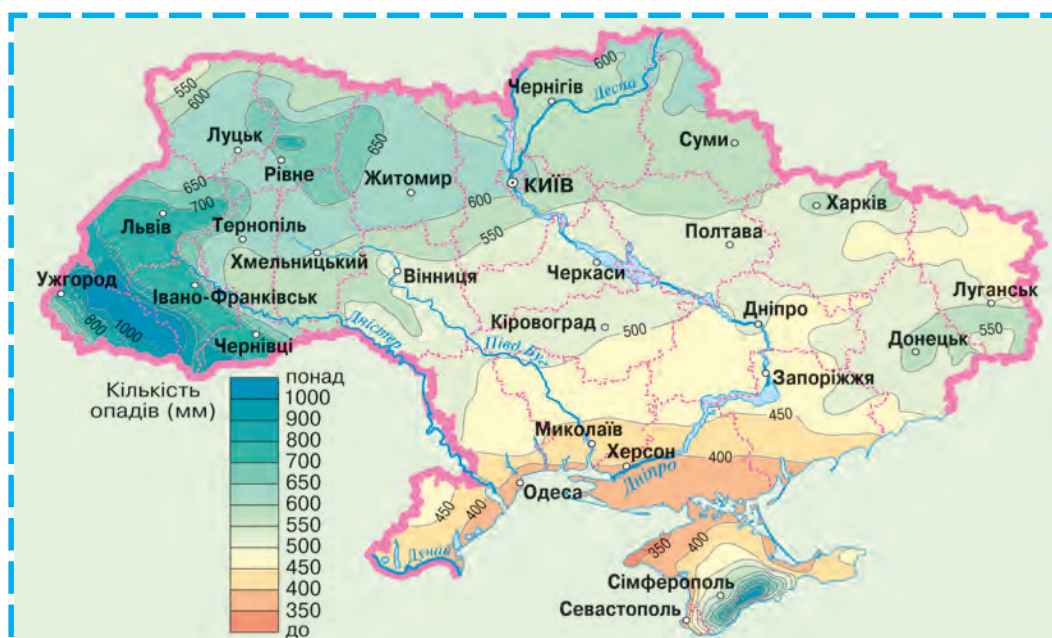 550
600
600
Чернігів
Десна
Луцьк
650
Рівне
Суми
Житомир
КИЇВ
650
700
Львів
600
550
Харків
Тернопіль
Полтава
Хмельницький
Вінниця
Черкаси
Ужгород
Івано-Франківськ
Луганськ
800
1000
Чернівці
Дністер
Кіровоград
500
Дніпро
550
Донецьк
Півд. Буг
Запоріжжя
450
Миколаїв
Херсон
400
Дніпро
Одеса
450
400
Дунай
350
400
Сімферополь
Севастополь
Кількість
опадів (мм)
понад
1000
900
800
700
650
600
550
500
450
400
350
до